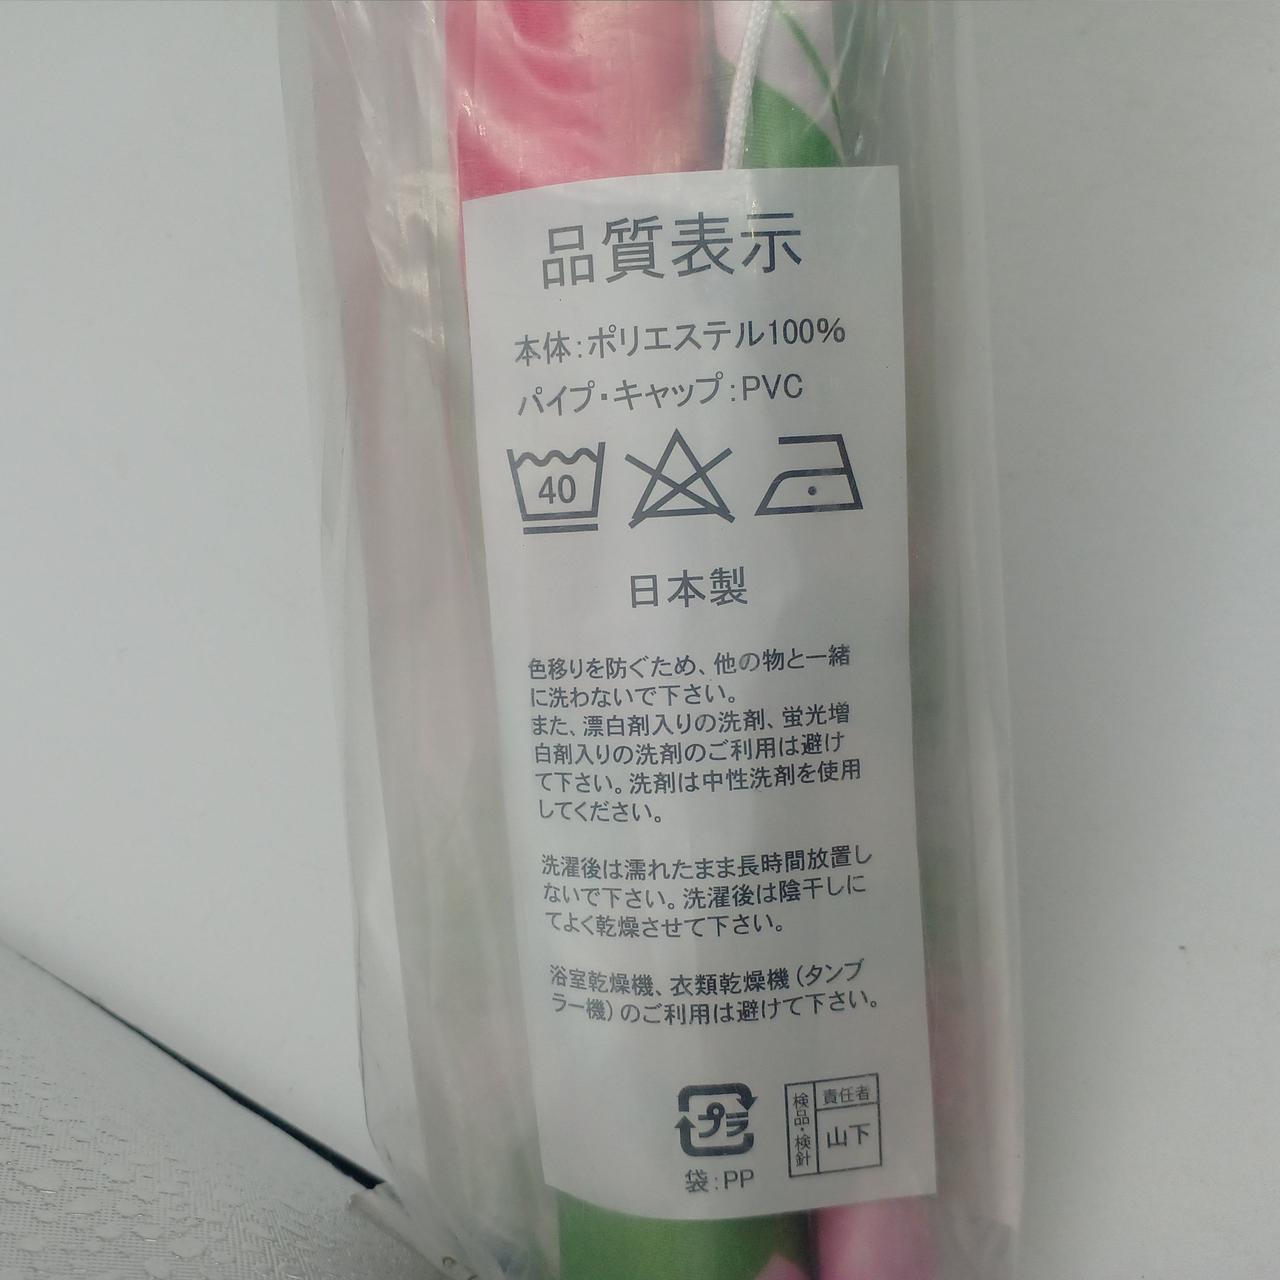 品質表示
本体:ポリエステル100%
パイプ・キャップ:PVC
40
日本製
色移りを防ぐため、他の物と一緒
に洗わないで下さい。
また、漂白剤入りの洗剤、蛍光増
白剤入りの洗剤のご利用は避け
て下さい。洗剤は中性洗剤を使用
してください。
洗濯後は濡れたまま長時間放置し
ないで下さい。洗濯後は陰干しに
てよく乾燥させて下さい。
浴室乾燥機、衣類乾燥機(タンブ
ラー機)のご利用は避けて下さい。
プラ
袋:PP
検品・検針
責任者
山下